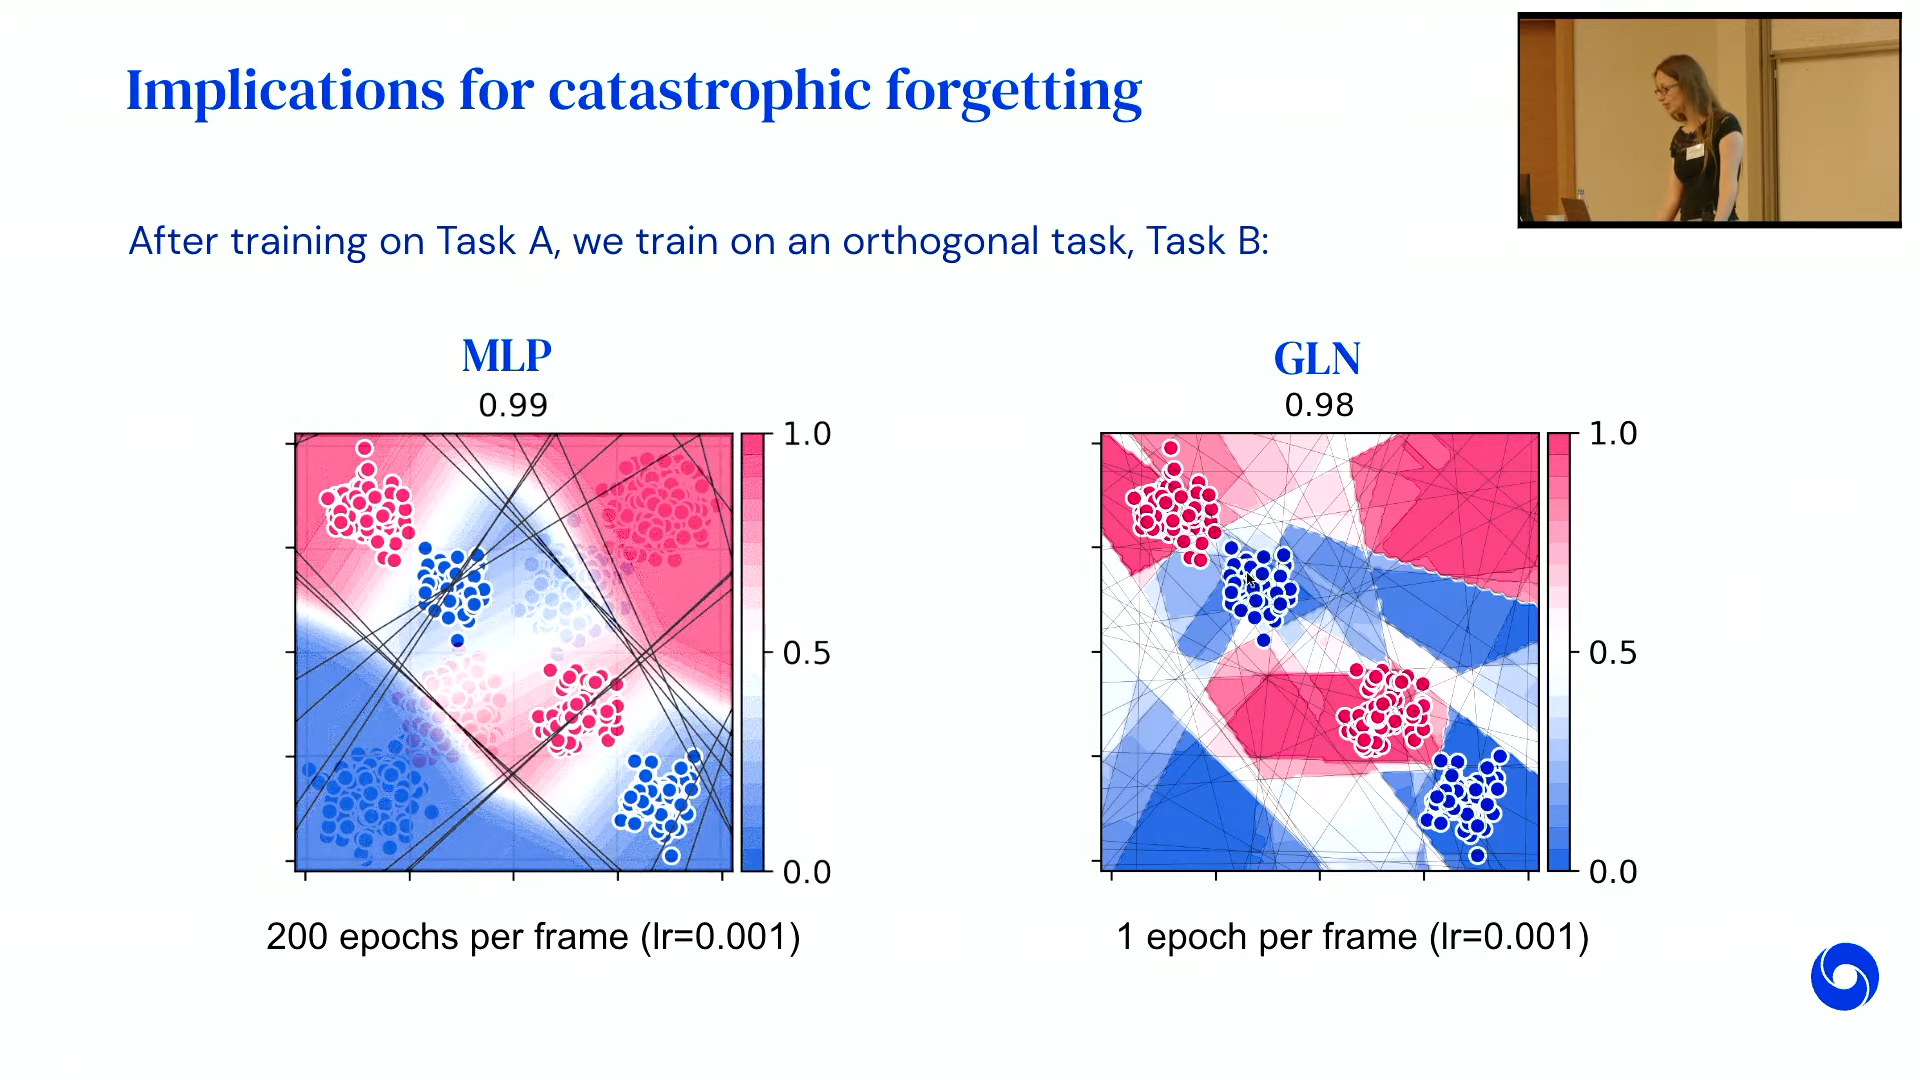 Implications for catastrophic forgetting
After training on Task A, we train on an orthogonal task, Task B:
MLP
0.99
1.0
0.5
0.0
200 epochs per frame (lr=0.001)
GLN
0.98
1.0
0.5
0.0
1 epoch per frame (lr=0.001)